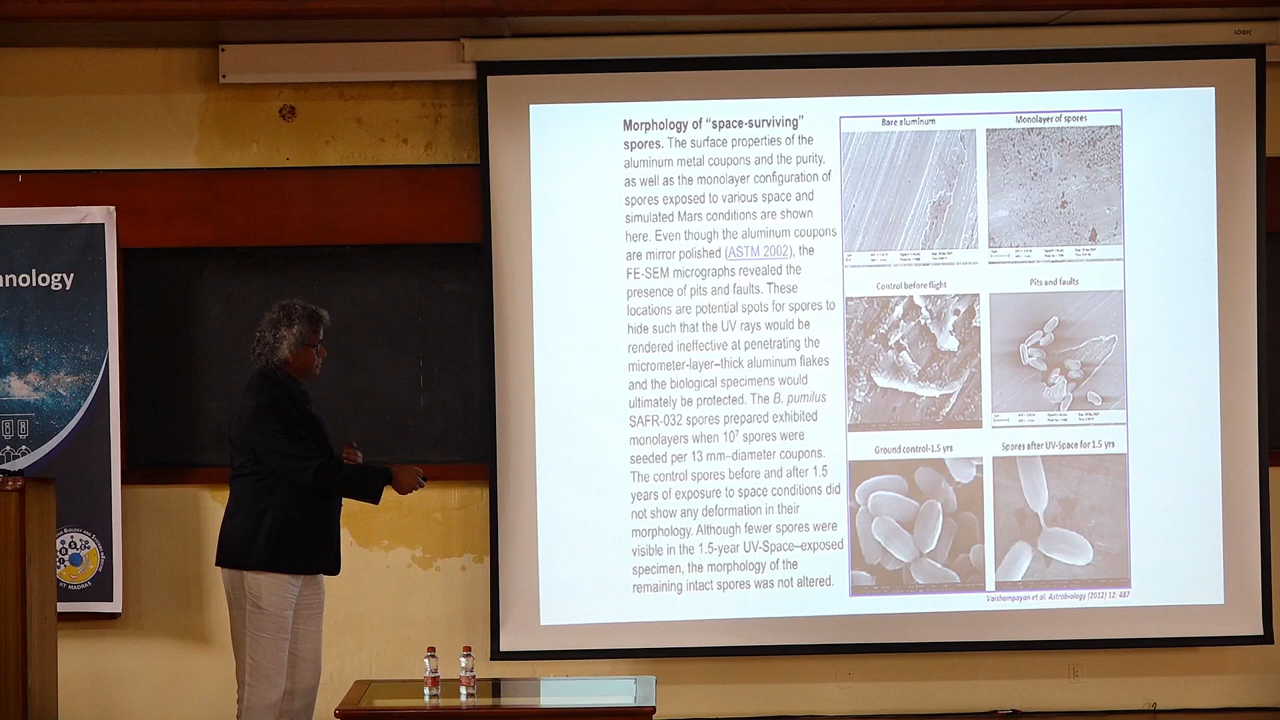 LOGIC
hnology
IIT MADRAS
Morphology of “space-surviving”
spores. The surface properties of the
aluminum metal coupons and the purity,
as well as the monolayer configuration of
spores exposed to various space and
simulated Mars conditions are shown
here. Even though the aluminum coupons
are mirror polished (ASTM 2002), the
FE-SEM micrographs revealed the
presence of pits and faults. These
locations are potential spots for spores to
hide such that the UV rays would be
rendered ineffective at penetrating the
micrometer-layer–thick aluminum flakes
and the biological specimens would
ultimately be protected. The B. pumilus
SAFR-032 spores prepared exhibited
monolayers when 10⁷ spores were
seeded per 13 mm–diameter coupons.
The control spores before and after 1.5
years of exposure to space conditions did
not show any deformation in their
morphology. Although fewer spores were
visible in the 1.5-year UV-Space–exposed
specimen, the morphology of the
remaining intact spores was not altered.
Bare aluminum
Monolayer of spores
Control before flight
Pits and faults
Ground control-1.5 yrs
Spores after UV-Space for 1.5 yrs
Vaishampayan et al. Astrobiology (2012) 12: 487